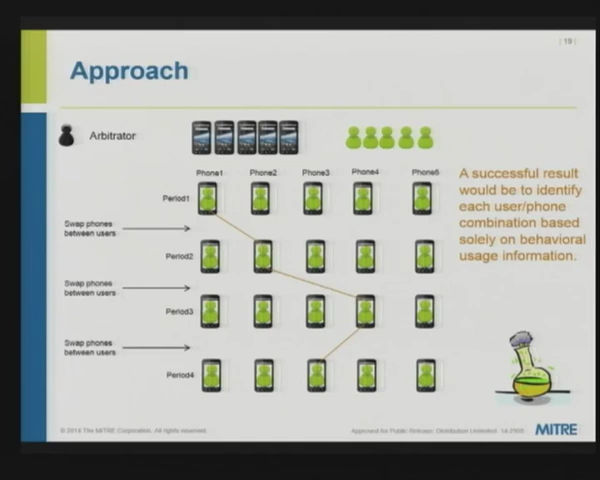 | 19 |
Approach
Arbitrator
Phone1 Phone2 Phone3 Phone4 Phone5
Period1
Swap phones
between users
Period2
Swap phones
between users
Period3
Swap phones
between users
Period4
A successful result
would be to identify
each user/phone
combination based
solely on behavioral
usage information.
© 2014 The MITRE Corporation. All rights reserved.
Approved for Public Release; Distribution Unlimited.
MITRE